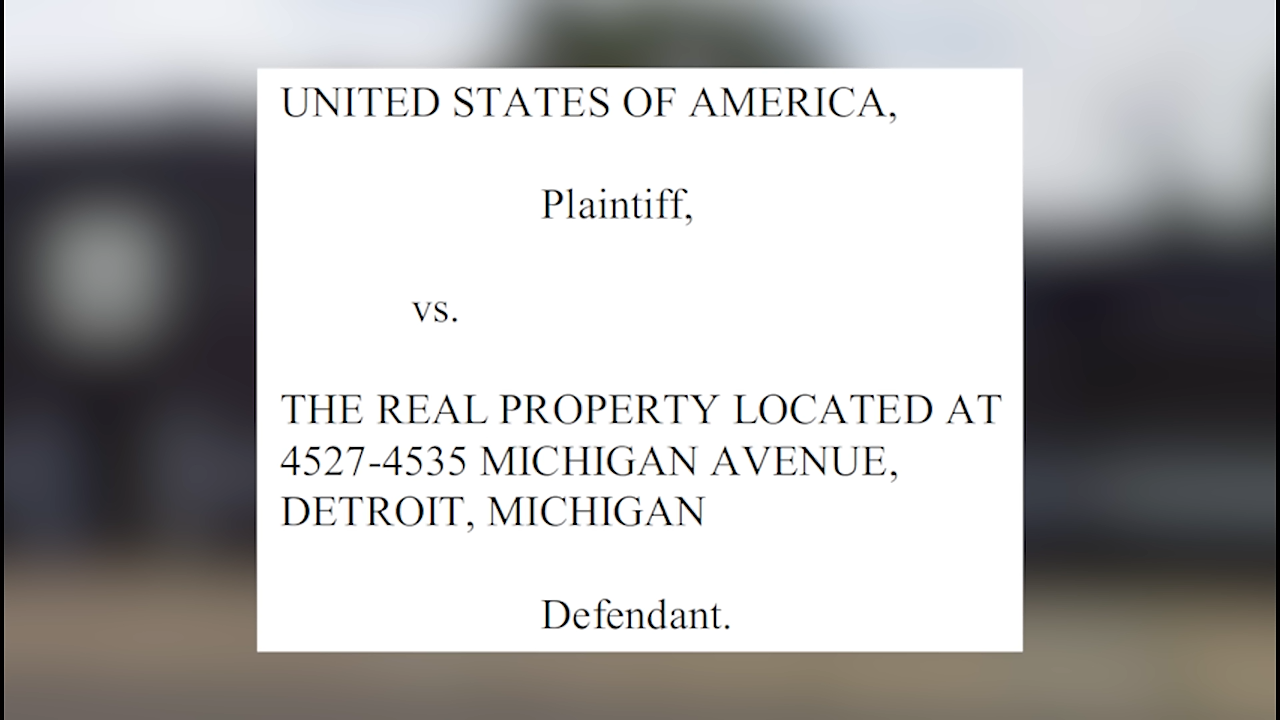 UNITED STATES OF AMERICA,
Plaintiff,
vs.
THE REAL PROPERTY LOCATED AT
4527-4535 MICHIGAN AVENUE,
DETROIT, MICHIGAN
Defendant.